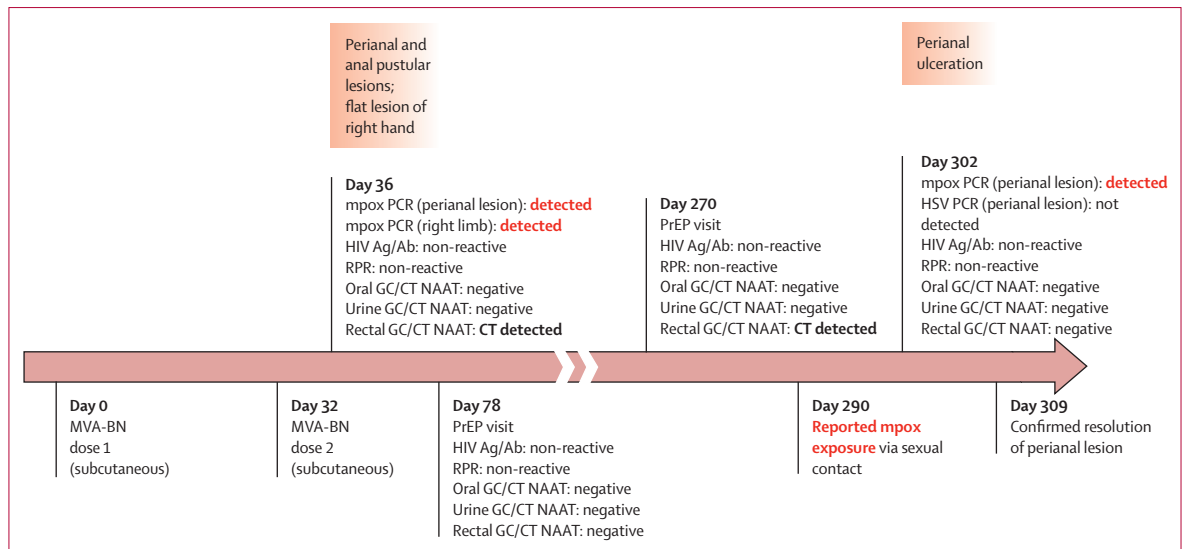 Perianal and
anal pustular
lesions;
flat lesion of
right hand
Perianal
ulceration
Day 36
mpox PCR (perianal lesion): detected
mpox PCR (right limb): detected
HIV Ag/Ab: non-reactive
RPR: non-reactive
Oral GC/CT NAAT: negative
Urine GC/CT NAAT: negative
Rectal GC/CT NAAT: CT detected
Day 270
PrEP visit
HIV Ag/Ab: non-reactive
RPR: non-reactive
Oral GC/CT NAAT: negative
Urine GC/CT NAAT: negative
Rectal GC/CT NAAT: CT detected
Day 302
mpox PCR (perianal lesion): detected
HSV PCR (perianal lesion): not
detected
HIV Ag/Ab: non-reactive
RPR: non-reactive
Oral GC/CT NAAT: negative
Urine GC/CT NAAT: negative
Rectal GC/CT NAAT: negative
Day 0
MVA-BN
dose 1
(subcutaneous)
Day 32
MVA-BN
dose 2
(subcutaneous)
Day 78
PrEP visit
HIV Ag/Ab: non-reactive
RPR: non-reactive
Oral GC/CT NAAT: negative
Urine GC/CT NAAT: negative
Rectal GC/CT NAAT: negative
Day 290
Reported mpox
exposure via sexual
contact
Day 309
Confirmed resolution
of perianal lesion